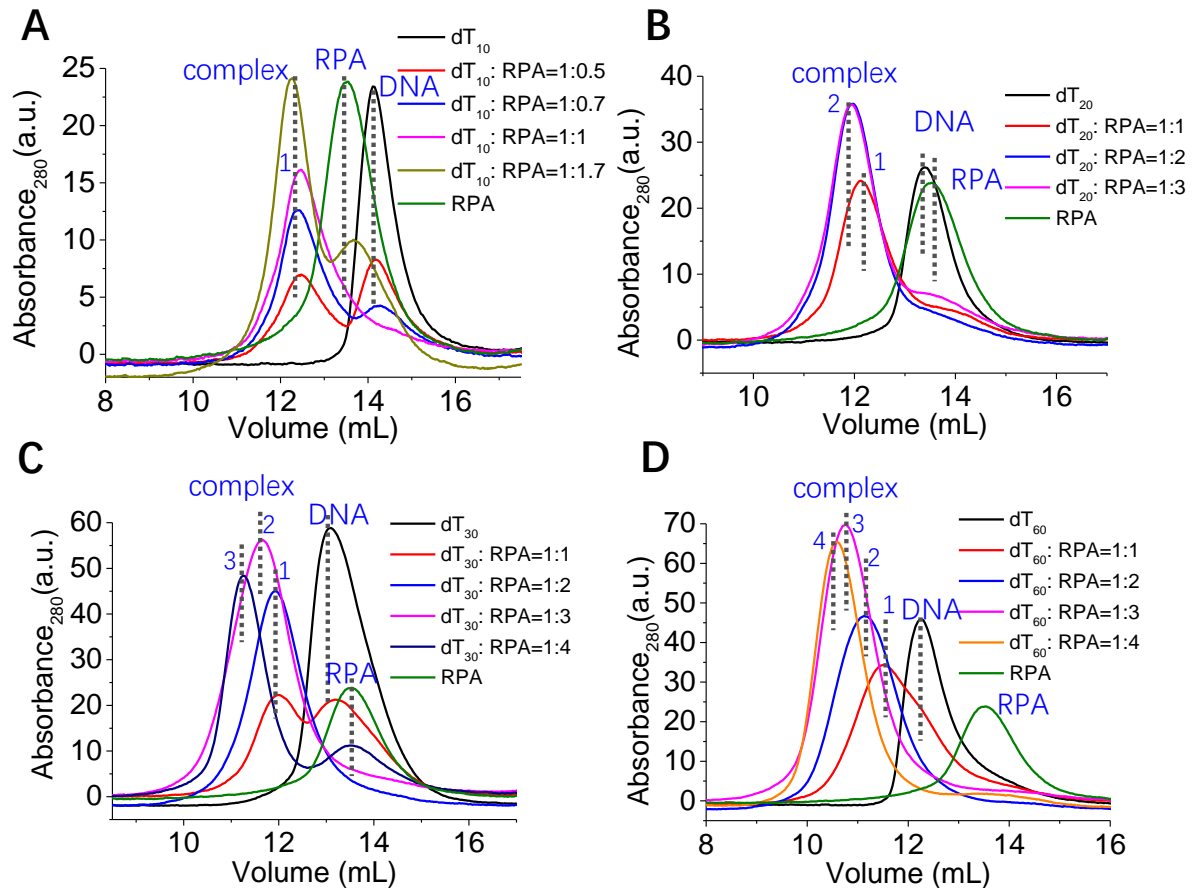 A
complex
RPA
DNA
1
dT10
dT10: RPA=1:0.5
dT10: RPA=1:0.7
dT10: RPA=1:1
dT10: RPA=1:1.7
RPA
25
20
15
10
5
0
Absorbance280(a.u.)
8 10 12 14 16
Volume (mL)
B
complex
2
1
DNA
RPA
dT20
dT20: RPA=1:1
dT20: RPA=1:2
dT20: RPA=1:3
RPA
40
30
20
10
0
Absorbance280(a.u.)
10 12 14 16
Volume (mL)
C
complex
3
2
1
DNA
RPA
dT30
dT30: RPA=1:1
dT30: RPA=1:2
dT30: RPA=1:3
dT30: RPA=1:4
RPA
60
50
40
30
20
10
0
Absorbance280(a.u.)
10 12 14 16
Volume (mL)
D
complex
4
3
2
1
DNA
RPA
dT60
dT60: RPA=1:1
dT60: RPA=1:2
dT60: RPA=1:3
dT60: RPA=1:4
RPA
70
60
50
40
30
20
10
0
Absorbance280(a.u.)
6 8 10 12 14 16
Volume (mL)